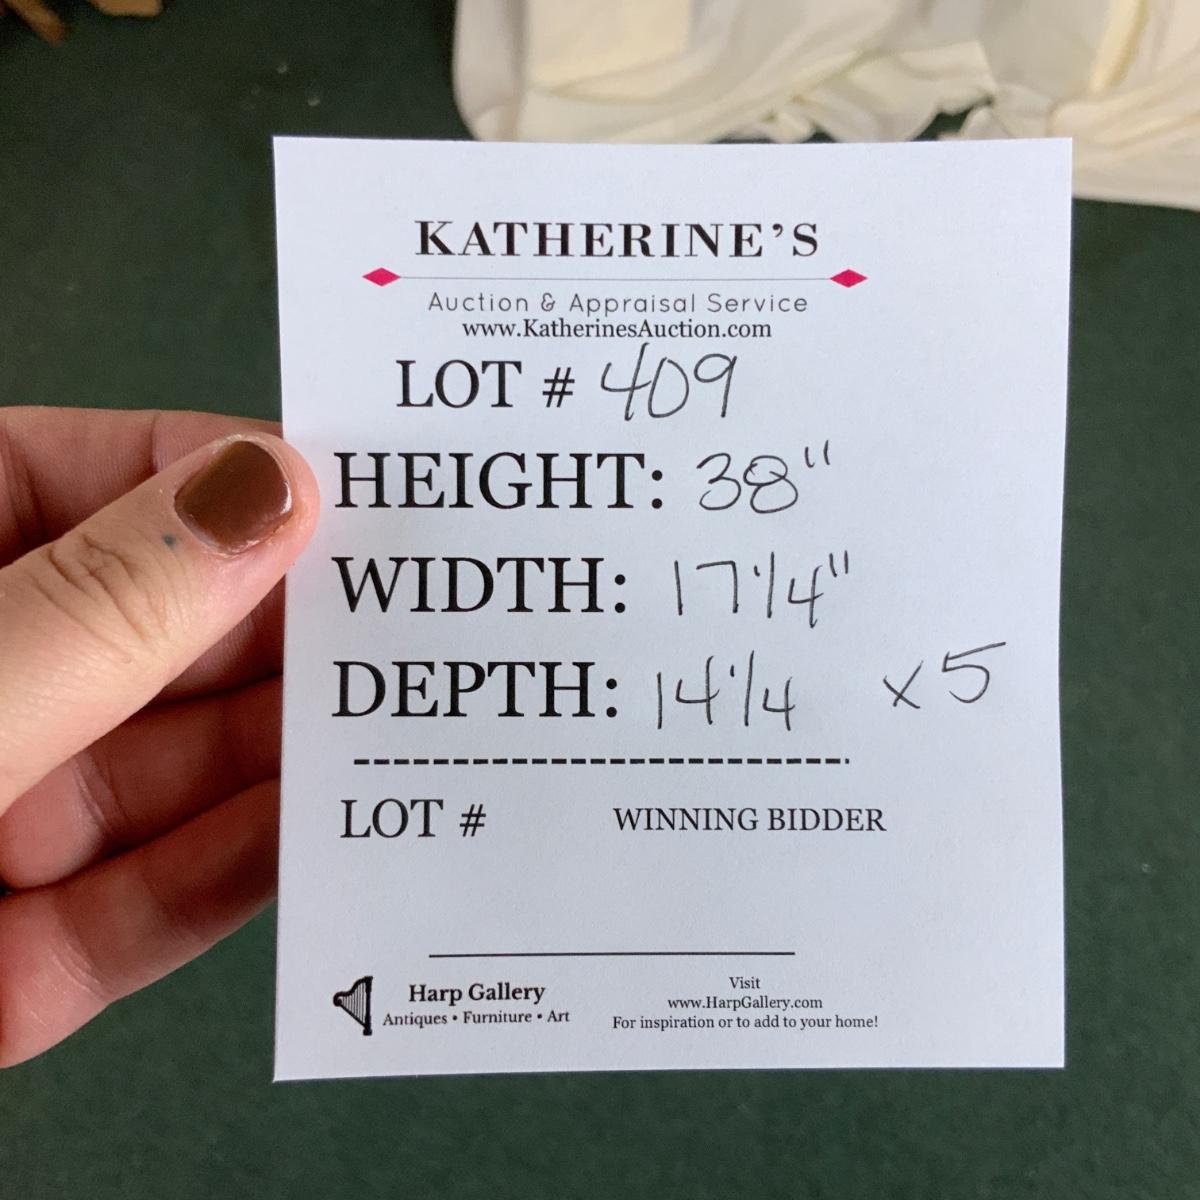 KATHERINE'S
Auction & Appraisal Service
www.KatherinesAuction.com
LOT # 409
HEIGHT: 38"
WIDTH: 17 1/4"
DEPTH: 14 1/4 x5
LOT # WINNING BIDDER
Harp Gallery
Antiques • Furniture • Art
Visit
www.HarpGallery.com
For inspiration or to add to your home!